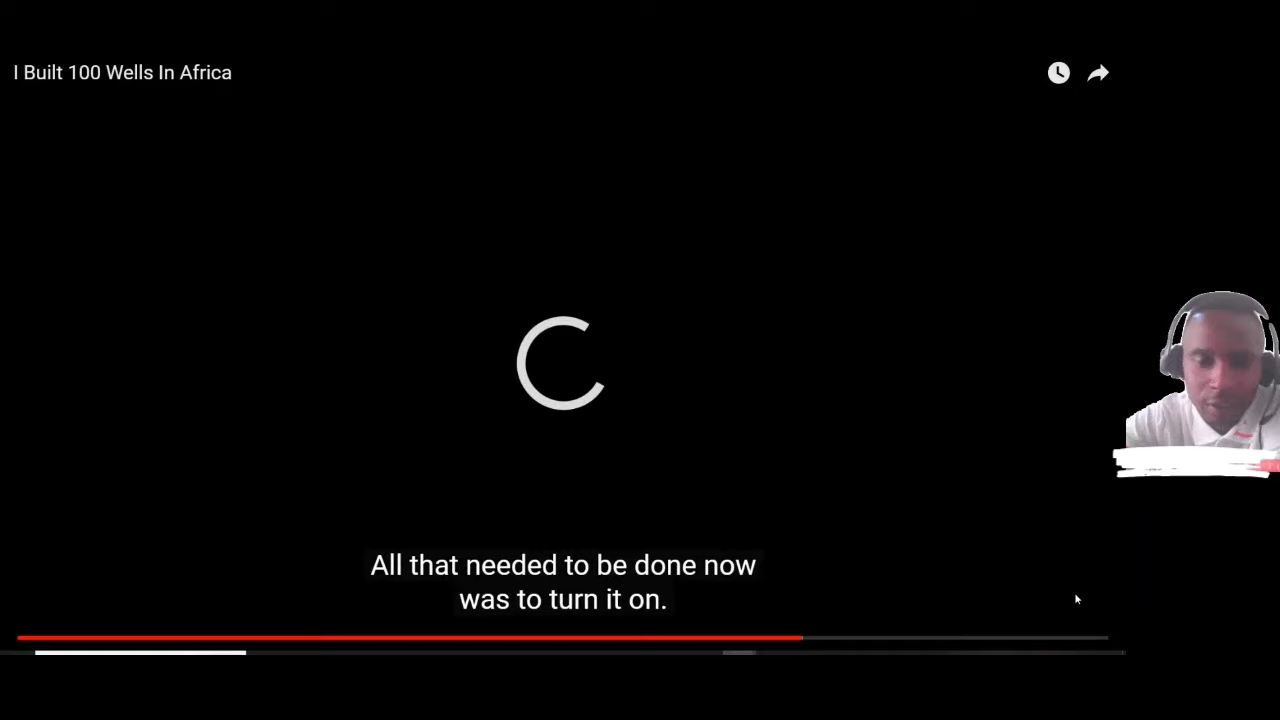 I Built 100 Wells In Africa
All that needed to be done now
was to turn it on.